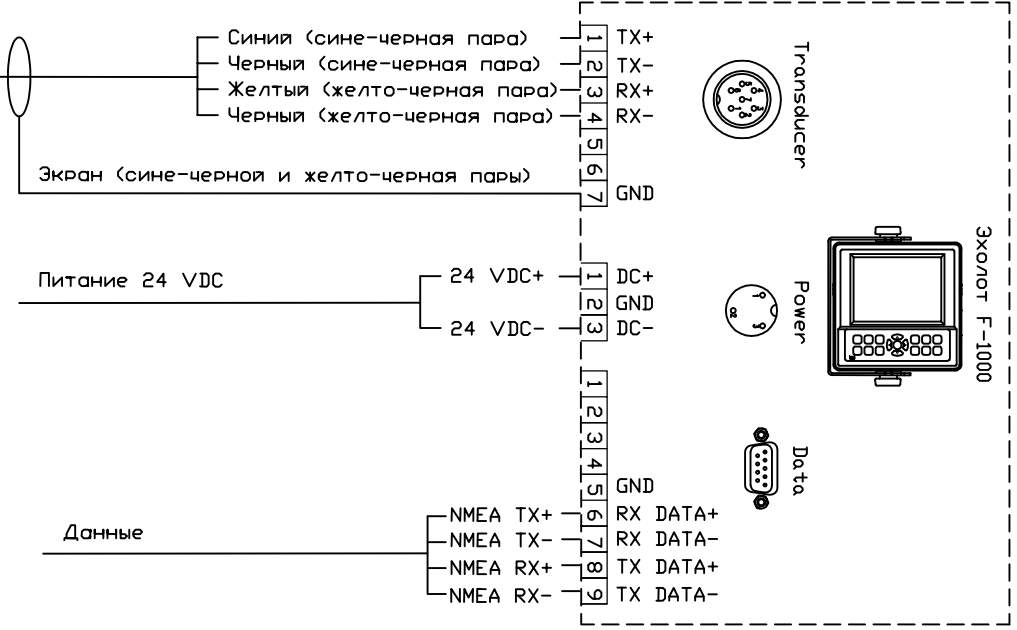 Синий (сине-черная пара) 1 TX+
Черный (сине-черная пара) 2 TX-
Желтый (желто-черная пара) 3 RX+
Черный (желто-черная пара) 4 RX-
5
6
Экран (сине-черной и желто-черная пары) 7 GND
Transducer
Питание 24 VDC
24 VDC+ 1 DC+
2 GND
24 VDC- 3 DC-
Power
Эхолот F-1000
1
2
3
4
5 GND
Данные
NMEA TX+ 6 RX DATA+
NMEA TX- 7 RX DATA-
NMEA RX+ 8 TX DATA+
NMEA RX- 9 TX DATA-
Data